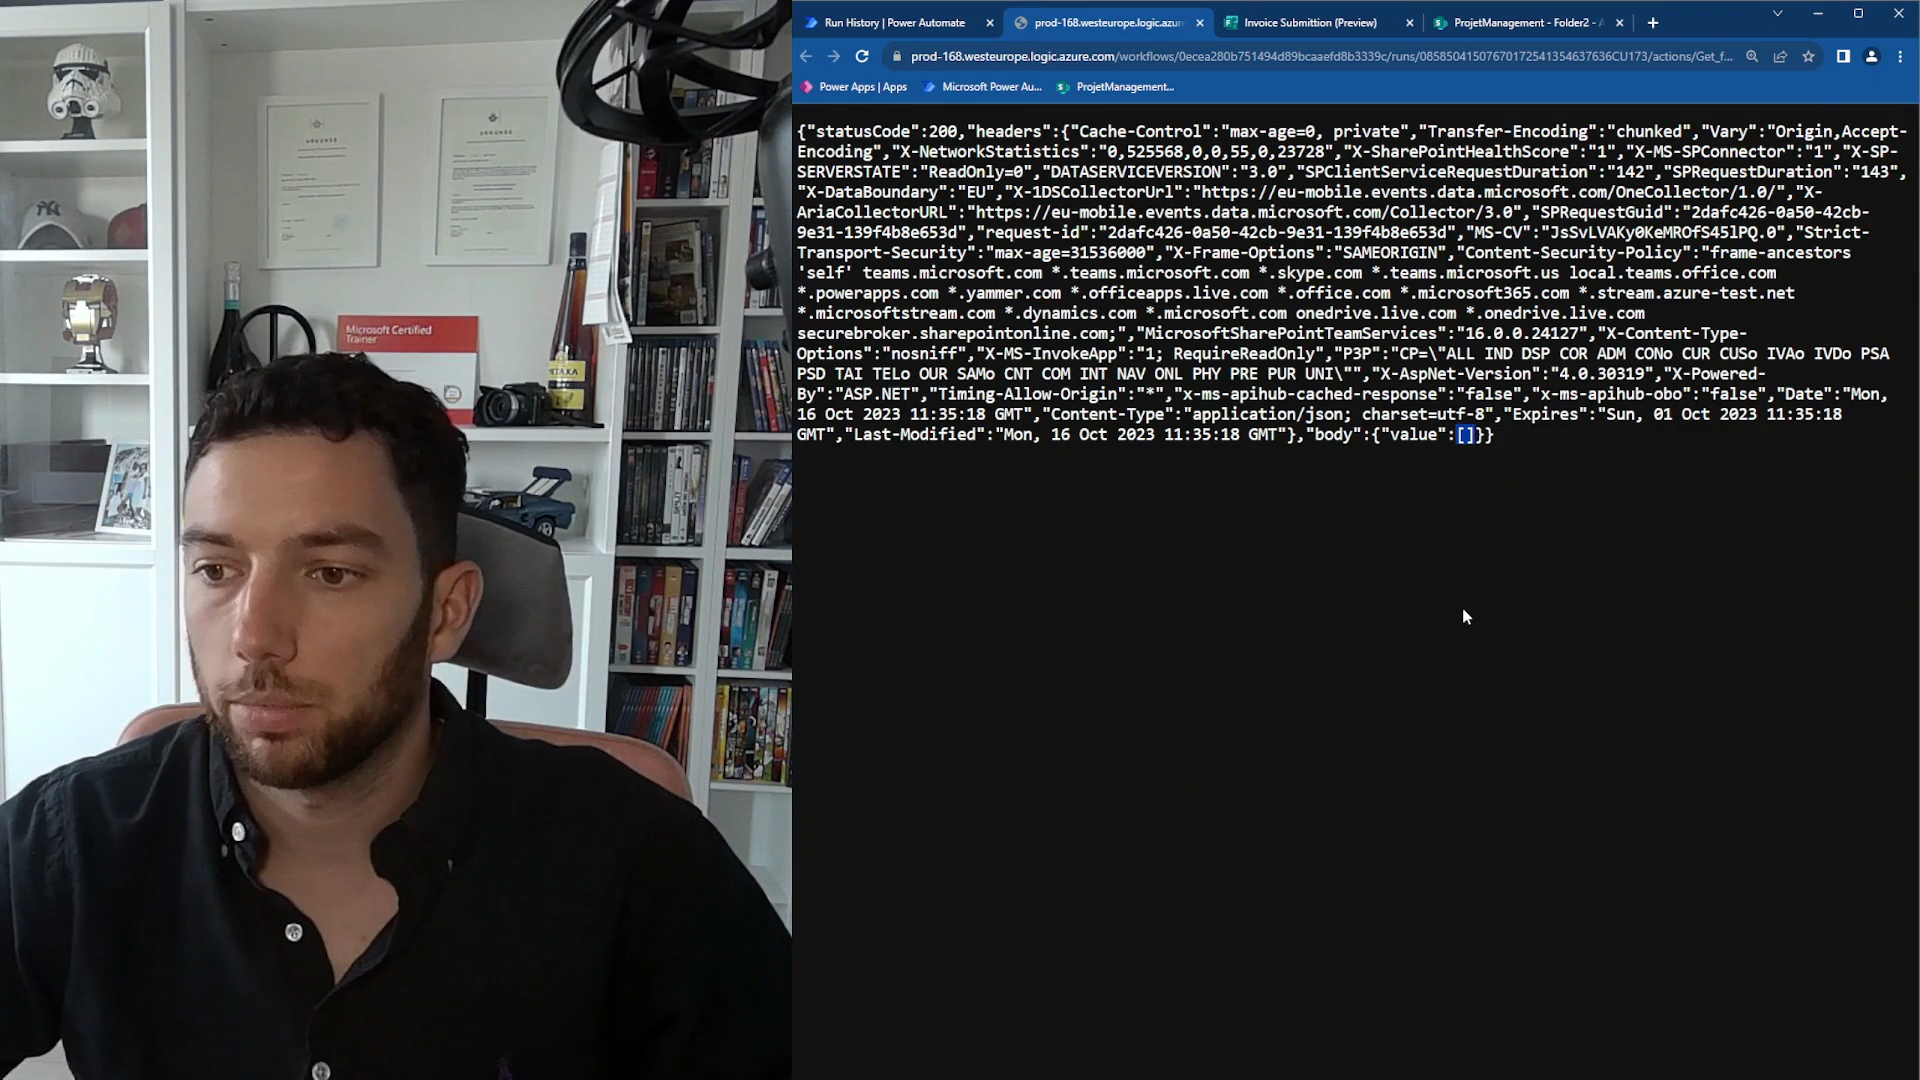 Run History | Power Automate
prod-168.westeurope.logic.azure
Invoice Submittion (Preview)
ProjetManagement - Folder2 - A
prod-168.westeurope.logic.azure.com/workflows/0ecea280b751494d89bcaaefd8b3339c/runs/08585041507670172541354637636CU173/actions/Get_f...
Power Apps | Apps
Microsoft Power Au...
ProjetManagement...
{"statusCode":200,"headers":{"Cache-Control":"max-age=0, private","Transfer-Encoding":"chunked","Vary":"Origin,Accept-
Encoding","X-NetworkStatistics":"0,525568,0,0,55,0,23728","X-SharePointHealthScore":"1","X-MS-SPConnector":"1","X-SP-
SERVERSTATE":"ReadOnly=0","DATASERVICEVERSION":"3.0","SPClientServiceRequestDuration":"142","SPRequestDuration":"143",
"X-DataBoundary":"EU","X-1DSCollectorUrl":"https://eu-mobile.events.data.microsoft.com/OneCollector/1.0/","X-
AriaCollectorURL":"https://eu-mobile.events.data.microsoft.com/Collector/3.0","SPRequestGuid":"2dafc426-0a50-42cb-
9e31-139f4b8e653d","request-id":"2dafc426-0a50-42cb-9e31-139f4b8e653d","MS-CV":"JsSvLVAKy0KeMROfS45lPQ.0","Strict-
Transport-Security":"max-age=31536000","X-Frame-Options":"SAMEORIGIN","Content-Security-Policy":"frame-ancestors
'self' teams.microsoft.com *.teams.microsoft.com *.skype.com *.teams.microsoft.us local.teams.office.com
*.powerapps.com *.yammer.com *.officeapps.live.com *.office.com *.microsoft365.com *.stream.azure-test.net
*.microsoftstream.com *.dynamics.com *.microsoft.com onedrive.live.com *.onedrive.live.com
securebroker.sharepointonline.com;","MicrosoftSharePointTeamServices":"16.0.0.24127","X-Content-Type-
Options":"nosniff","X-MS-InvokeApp":"1; RequireReadOnly","P3P":"CP=\"ALL IND DSP COR ADM CONo CUR CUSo IVAo IVDo PSA
PSD TAI TELo OUR SAMo CNT COM INT NAV ONL PHY PRE PUR UNI\"","X-AspNet-Version":"4.0.30319","X-Powered-
By":"ASP.NET","Timing-Allow-Origin":"*","x-ms-apihub-cached-response":"false","x-ms-apihub-obo":"false","Date":"Mon,
16 Oct 2023 11:35:18 GMT","Content-Type":"application/json; charset=utf-8","Expires":"Sun, 01 Oct 2023 11:35:18
GMT","Last-Modified":"Mon, 16 Oct 2023 11:35:18 GMT"},"body":{"value":[]}}
URKUNDE
URKUNDE
Microsoft Certified
Trainer
METAXA